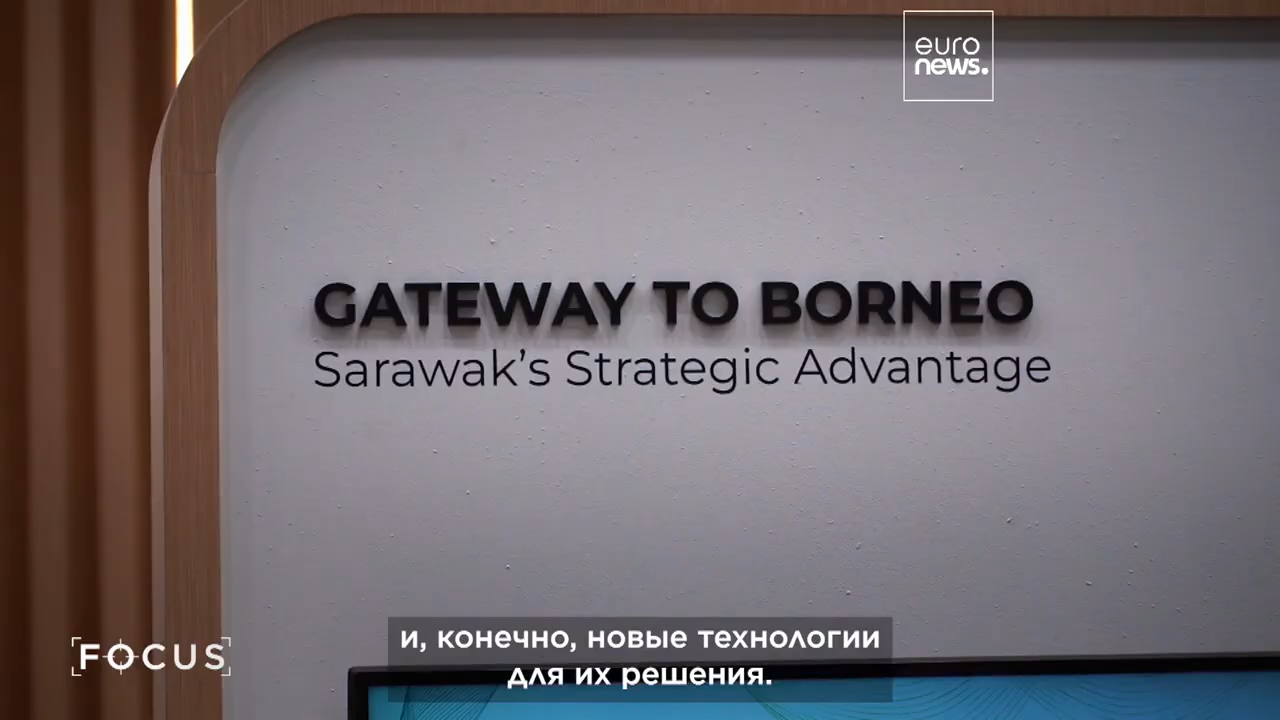 euro
news.
GATEWAY TO BORNEO
Sarawak's Strategic Advantage
и, конечно, новые технологии
для их решения.
FOCUS